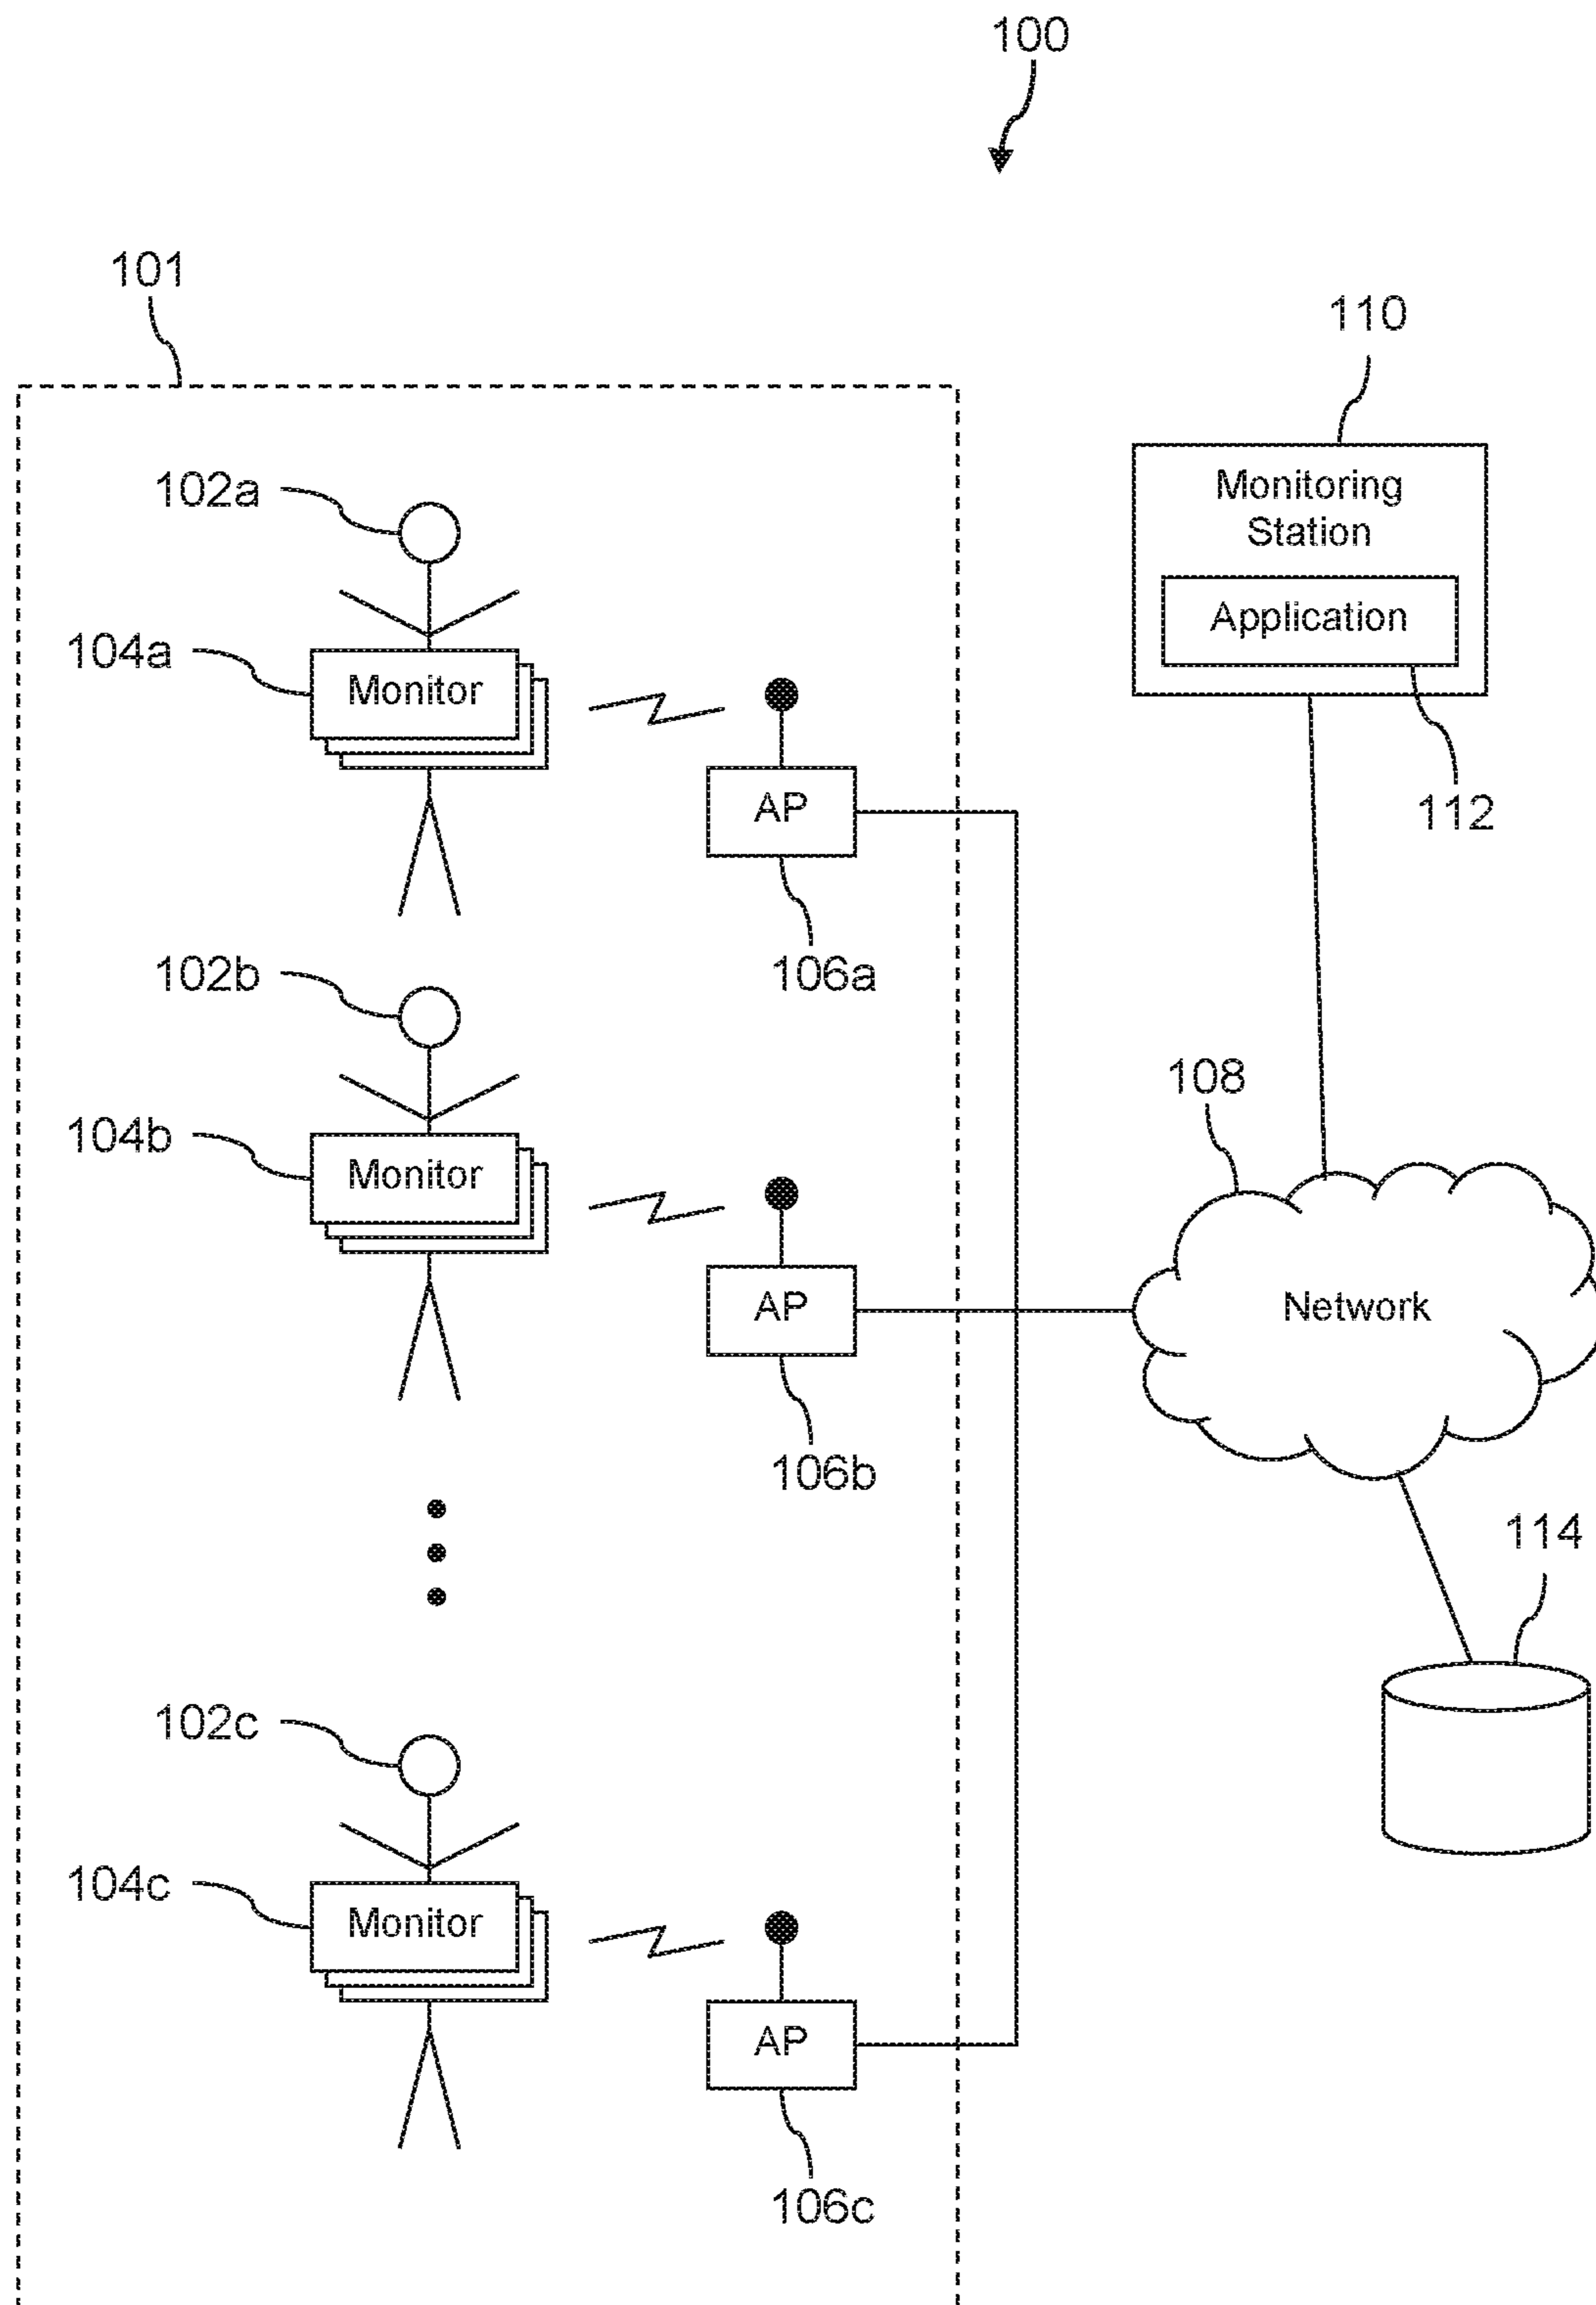 100
101
110
Monitoring
Station
Application
112
102a
104a
Monitor
AP
106a
102b
104b
Monitor
AP
106b
108
Network
114
102c
104c
Monitor
AP
106c